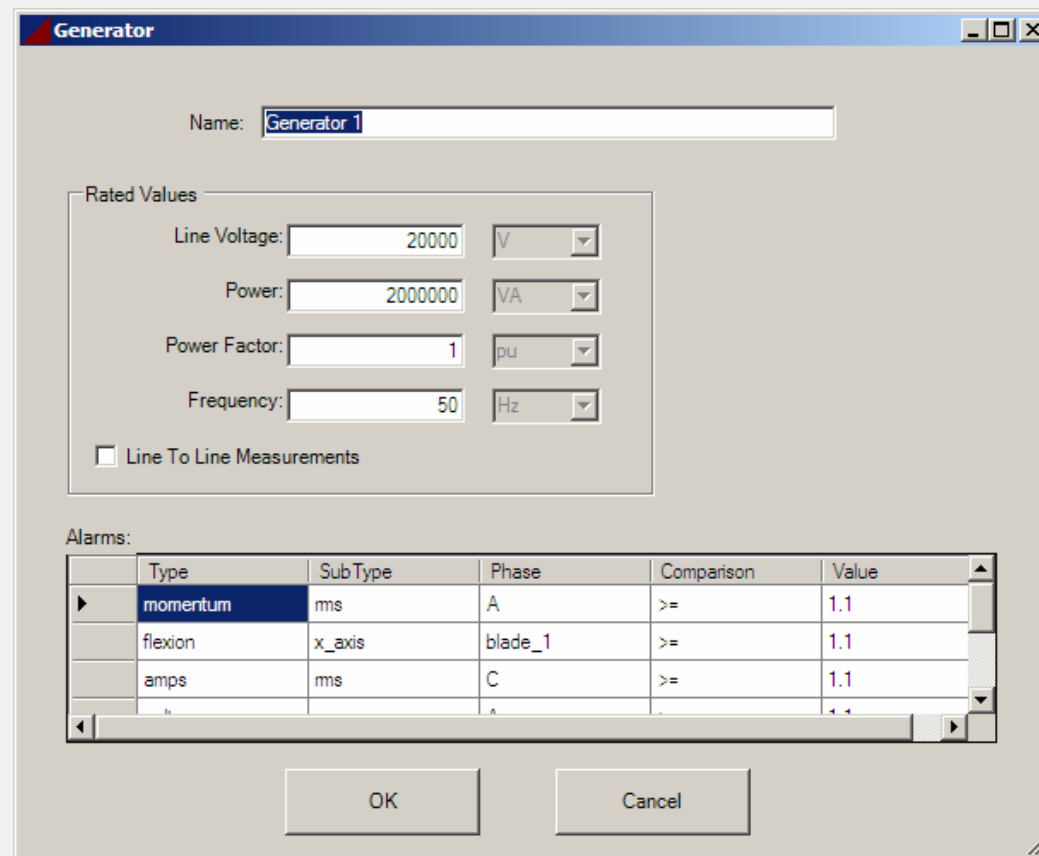 Generator
Name: Generator 1
Rated Values
Line Voltage: 20000 V
Power: 2000000 VA
Power Factor: 1 pu
Frequency: 50 Hz
Line To Line Measurements
Alarms:
Type SubType Phase Comparison Value
momentum rms A >= 1.1
flexion x_axis blade_1 >= 1.1
amps rms C >= 1.1
OK Cancel